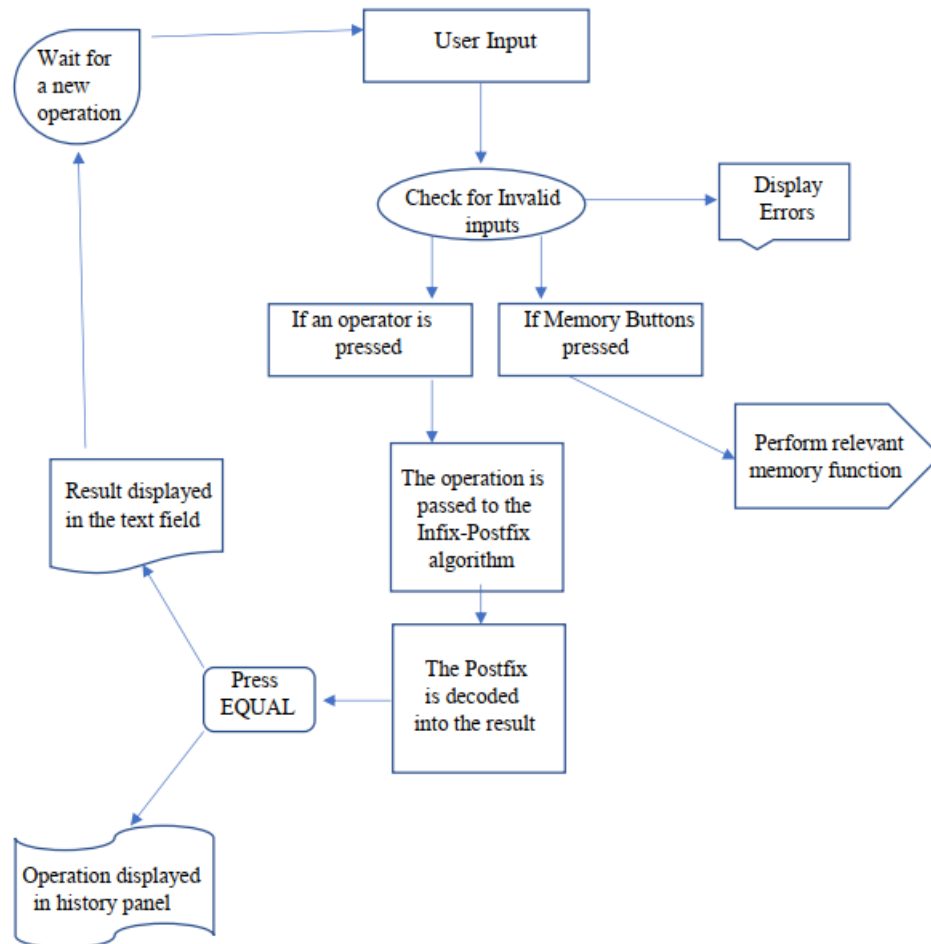 User Input
Wait for
a new
operation
Check for Invalid
inputs
Display
Errors
If an operator is
pressed
If Memory Buttons
pressed
Perform relevant
memory function
The operation is
passed to the
Infix-Postfix
algorithm
Result displayed
in the text field
The Postfix
is decoded
into the result
Press
EQUAL
Operation displayed
in history panel